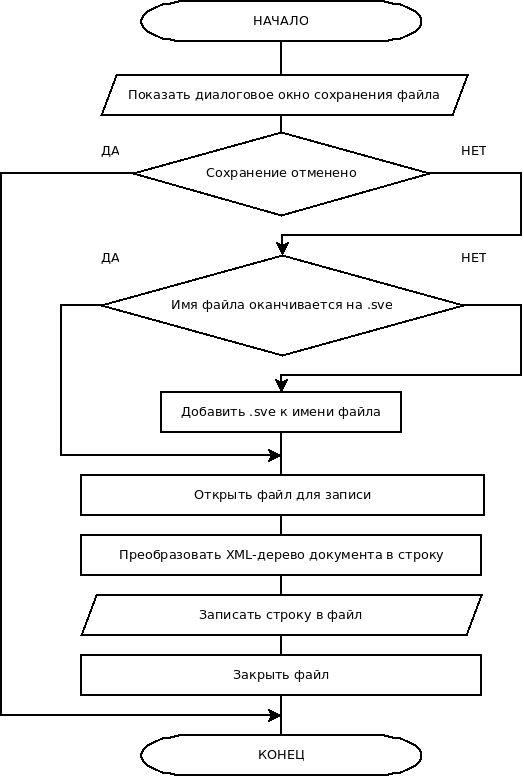 НАЧАЛО
Показать диалоговое окно сохранения файла
ДА
НЕТ
Сохранение отменено
ДА
НЕТ
Имя файла оканчивается на .sve
Добавить .sve к имени файла
Открыть файл для записи
Преобразовать XML-дерево документа в строку
Записать строку в файл
Закрыть файл
КОНЕЦ